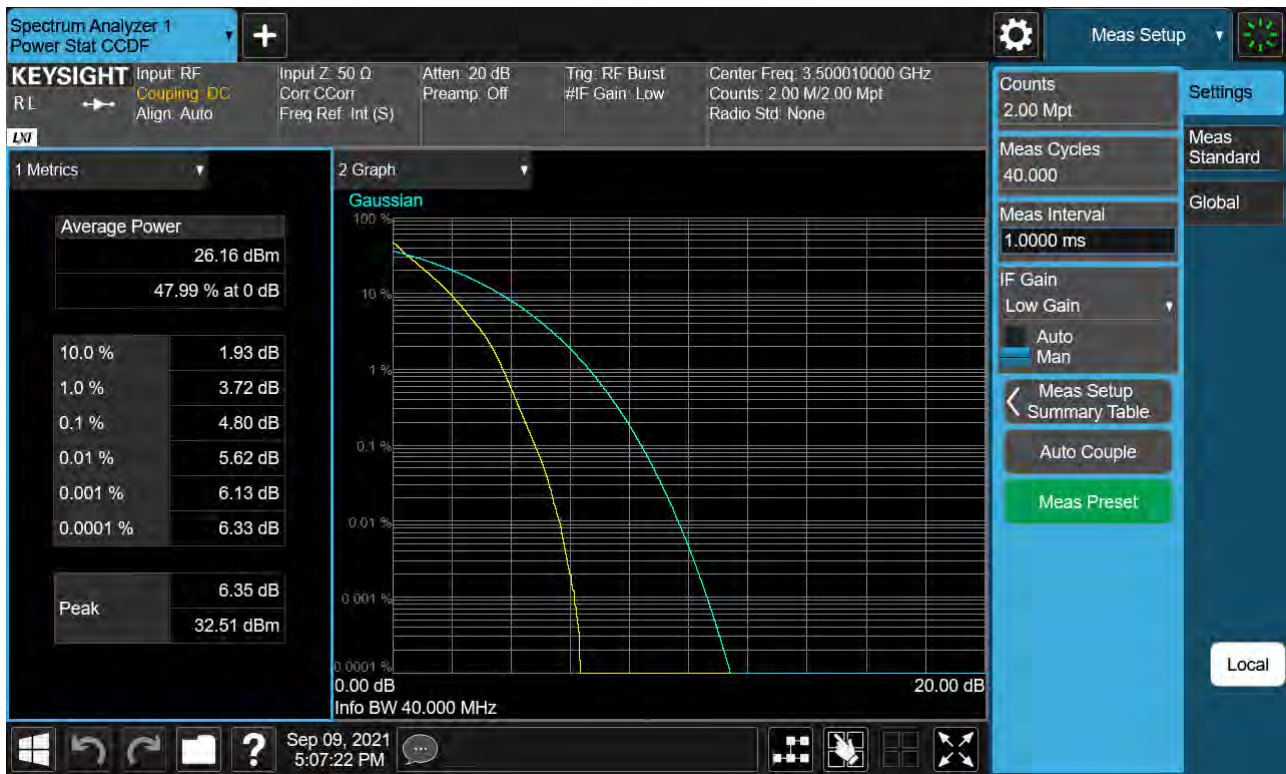 Spectrum Analyzer 1
Power Stat CCDF
Meas Setup
KEYSIGHT
R L
LXI
Input: RF
Coupling: DC
Align: Auto
Input Z: 50 Ω
Corr CCorr
Freq Ref: Int (S)
Atten: 20 dB
Preamp: Off
Trig: RF Burst
#IF Gain: Low
Center Freq: 3.500010000 GHz
Counts: 2.00 M/2.00 Mpt
Radio Std: None
1 Metrics
Average Power
26.16 dBm
47.99 % at 0 dB
10.0 % 1.93 dB
1.0 % 3.72 dB
0.1 % 4.80 dB
0.01 % 5.62 dB
0.001 % 6.13 dB
0.0001 % 6.33 dB
Peak
6.35 dB
32.51 dBm
2 Graph
Gaussian
100 %
10 %
1 %
0.1 %
0.01 %
0.001 %
0.0001 %
0.00 dB 20.00 dB
Info BW 40.000 MHz
Counts
2.00 Mpt
Meas Cycles
40.000
Meas Interval
1.0000 ms
IF Gain
Low Gain
Auto
Man
Meas Setup
Summary Table
Auto Couple
Meas Preset
Settings
Meas
Standard
Global
Local
?
Sep 09, 2021
5:07:22 PM